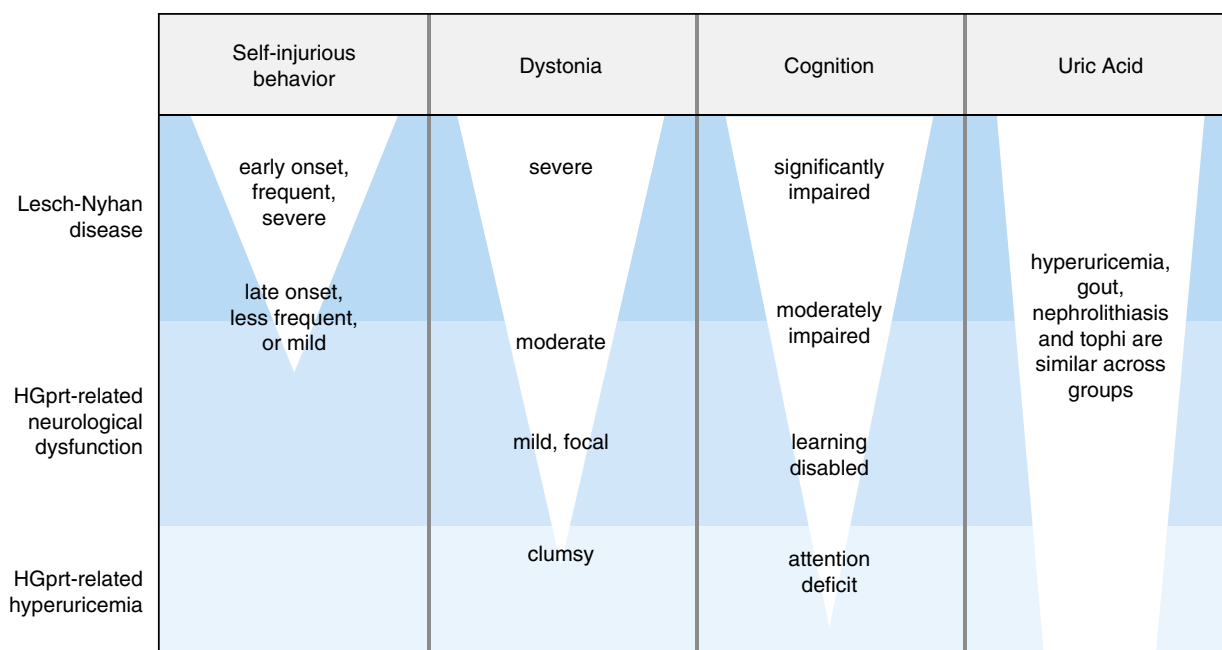 Self-injurious
behavior
Dystonia
Cognition
Uric Acid
Lesch-Nyhan
disease
early onset,
frequent,
severe
late onset,
less frequent,
or mild
severe
moderate
significantly
impaired
moderately
impaired
hyperuricemia,
gout,
nephrolithiasis
and tophi are
similar across
groups
HGprt-related
neurological
dysfunction
mild, focal
learning
disabled
HGprt-related
hyperuricemia
clumsy
attention
deficit